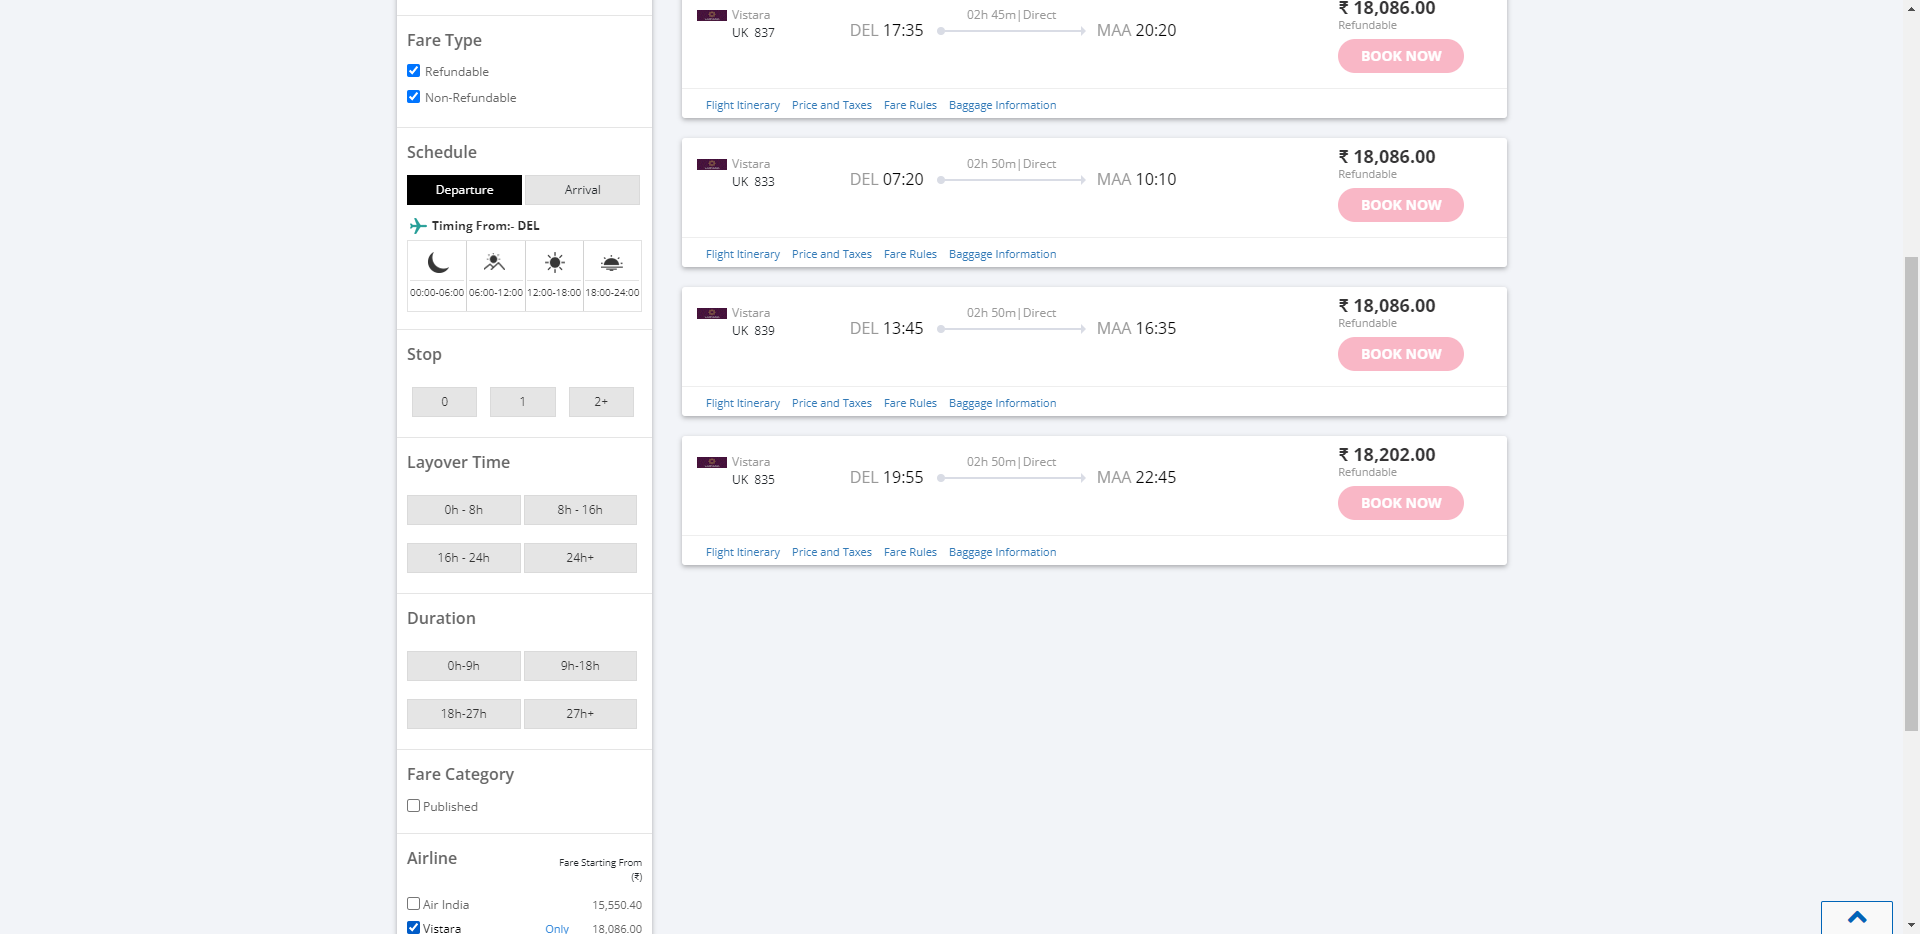 Fare Type
Refundable
Non-Refundable
Schedule
Departure Arrival
Timing From:- DEL
00:00-06:00 06:00-12:00 12:00-18:00 18:00-24:00
Stop
0 1 2+
Layover Time
0h - 8h 8h - 16h
16h - 24h 24h+
Duration
0h-9h 9h-18h
18h-27h 27h+
Fare Category
Published
Airline Fare Starting From
(₹)
Air India 15,550.40
Vistara Only 18,086.00
Vistara 02h 45m|Direct ₹ 18,086.00
UK 837 DEL 17:35 MAA 20:20 Refundable
BOOK NOW
Flight Itinerary Price and Taxes Fare Rules Baggage Information
Vistara 02h 50m|Direct ₹ 18,086.00
UK 833 DEL 07:20 MAA 10:10 Refundable
BOOK NOW
Flight Itinerary Price and Taxes Fare Rules Baggage Information
Vistara 02h 50m|Direct ₹ 18,086.00
UK 839 DEL 13:45 MAA 16:35 Refundable
BOOK NOW
Flight Itinerary Price and Taxes Fare Rules Baggage Information
Vistara 02h 50m|Direct ₹ 18,202.00
UK 835 DEL 19:55 MAA 22:45 Refundable
BOOK NOW
Flight Itinerary Price and Taxes Fare Rules Baggage Information